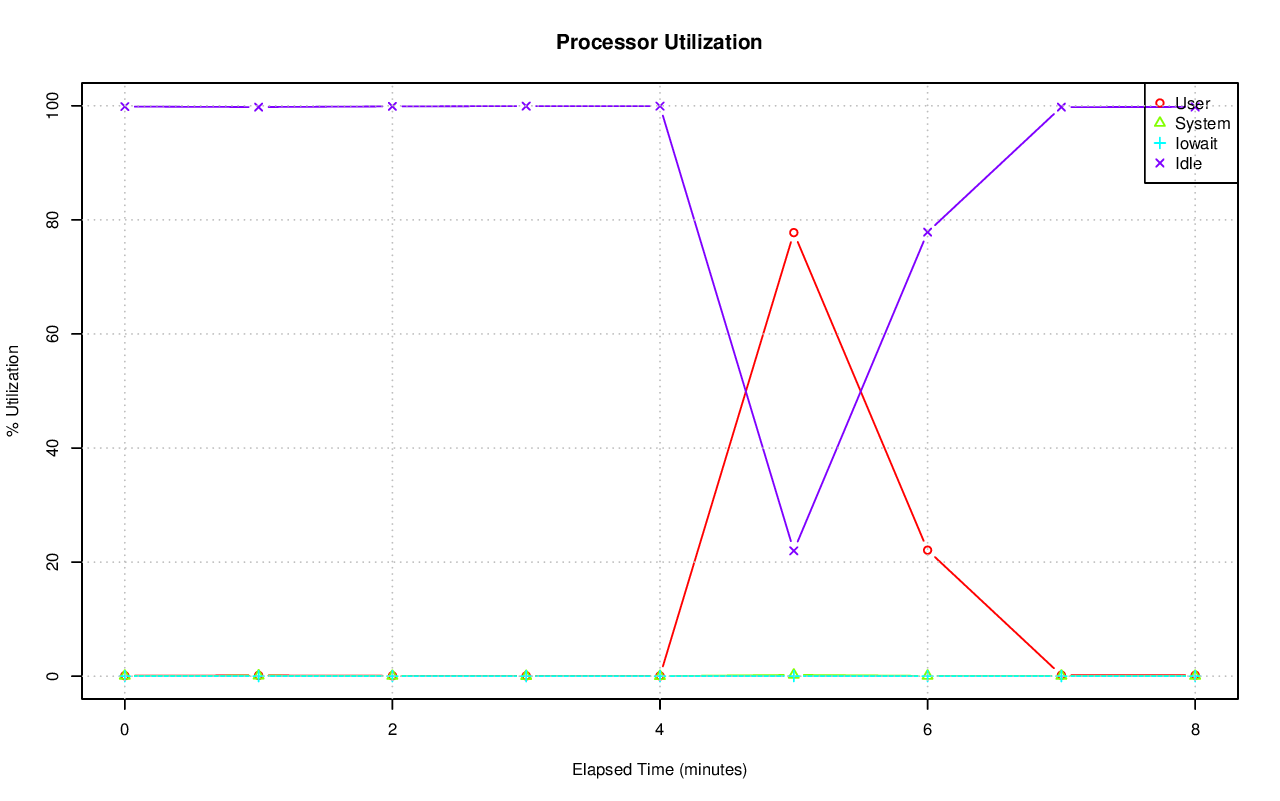 Processor Utilization
100
80
60
40
20
0
% Utilization
User
System
Iowait
Idle
0 2 4 6 8
Elapsed Time (minutes)